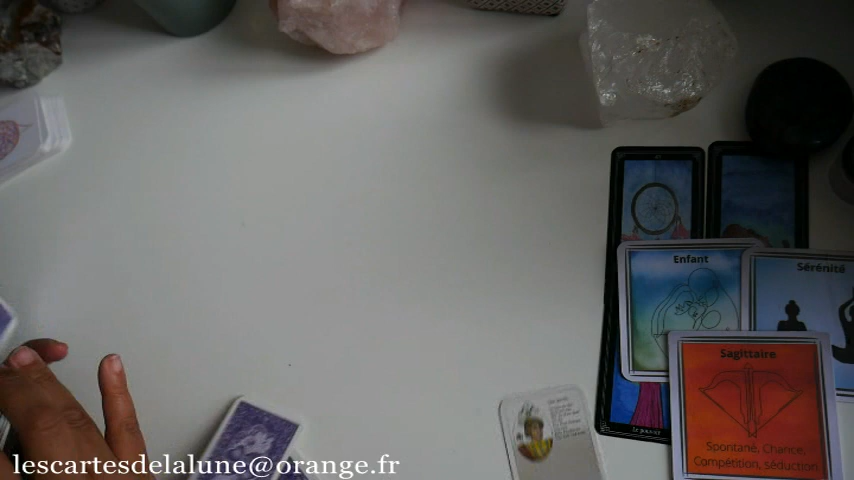 Enfant
Sérénité
Sagittaire
Spontané, Chance,
Compétition, séduction
lescartesdelalune@orange.fr